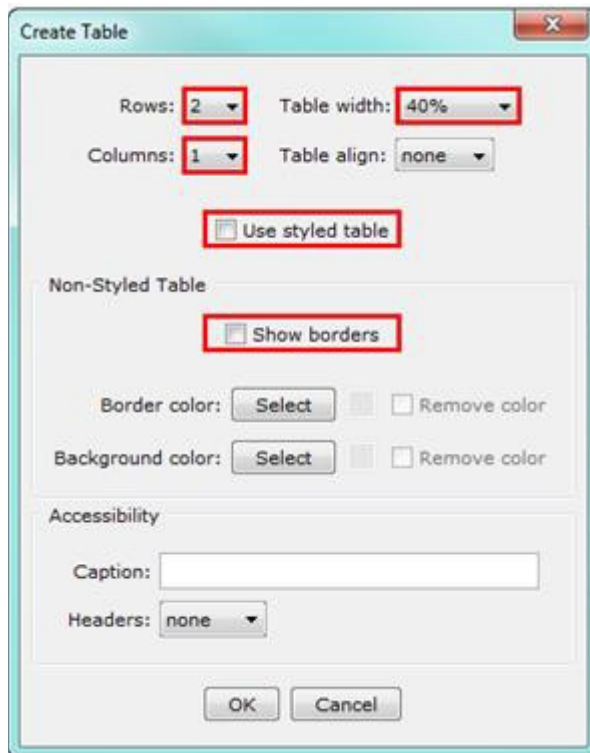 Create Table
Rows: 2 Table width: 40%
Columns: 1 Table align: none
Use styled table
Non-Styled Table
Show borders
Border color: Select Remove color
Background color: Select Remove color
Accessibility
Caption:
Headers: none
OK Cancel